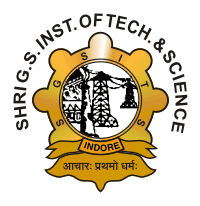 SHRI G. S. INST. OF TECH. & SCIENCE
S G S I T S
INDORE
आचारः प्रथमो धर्मः